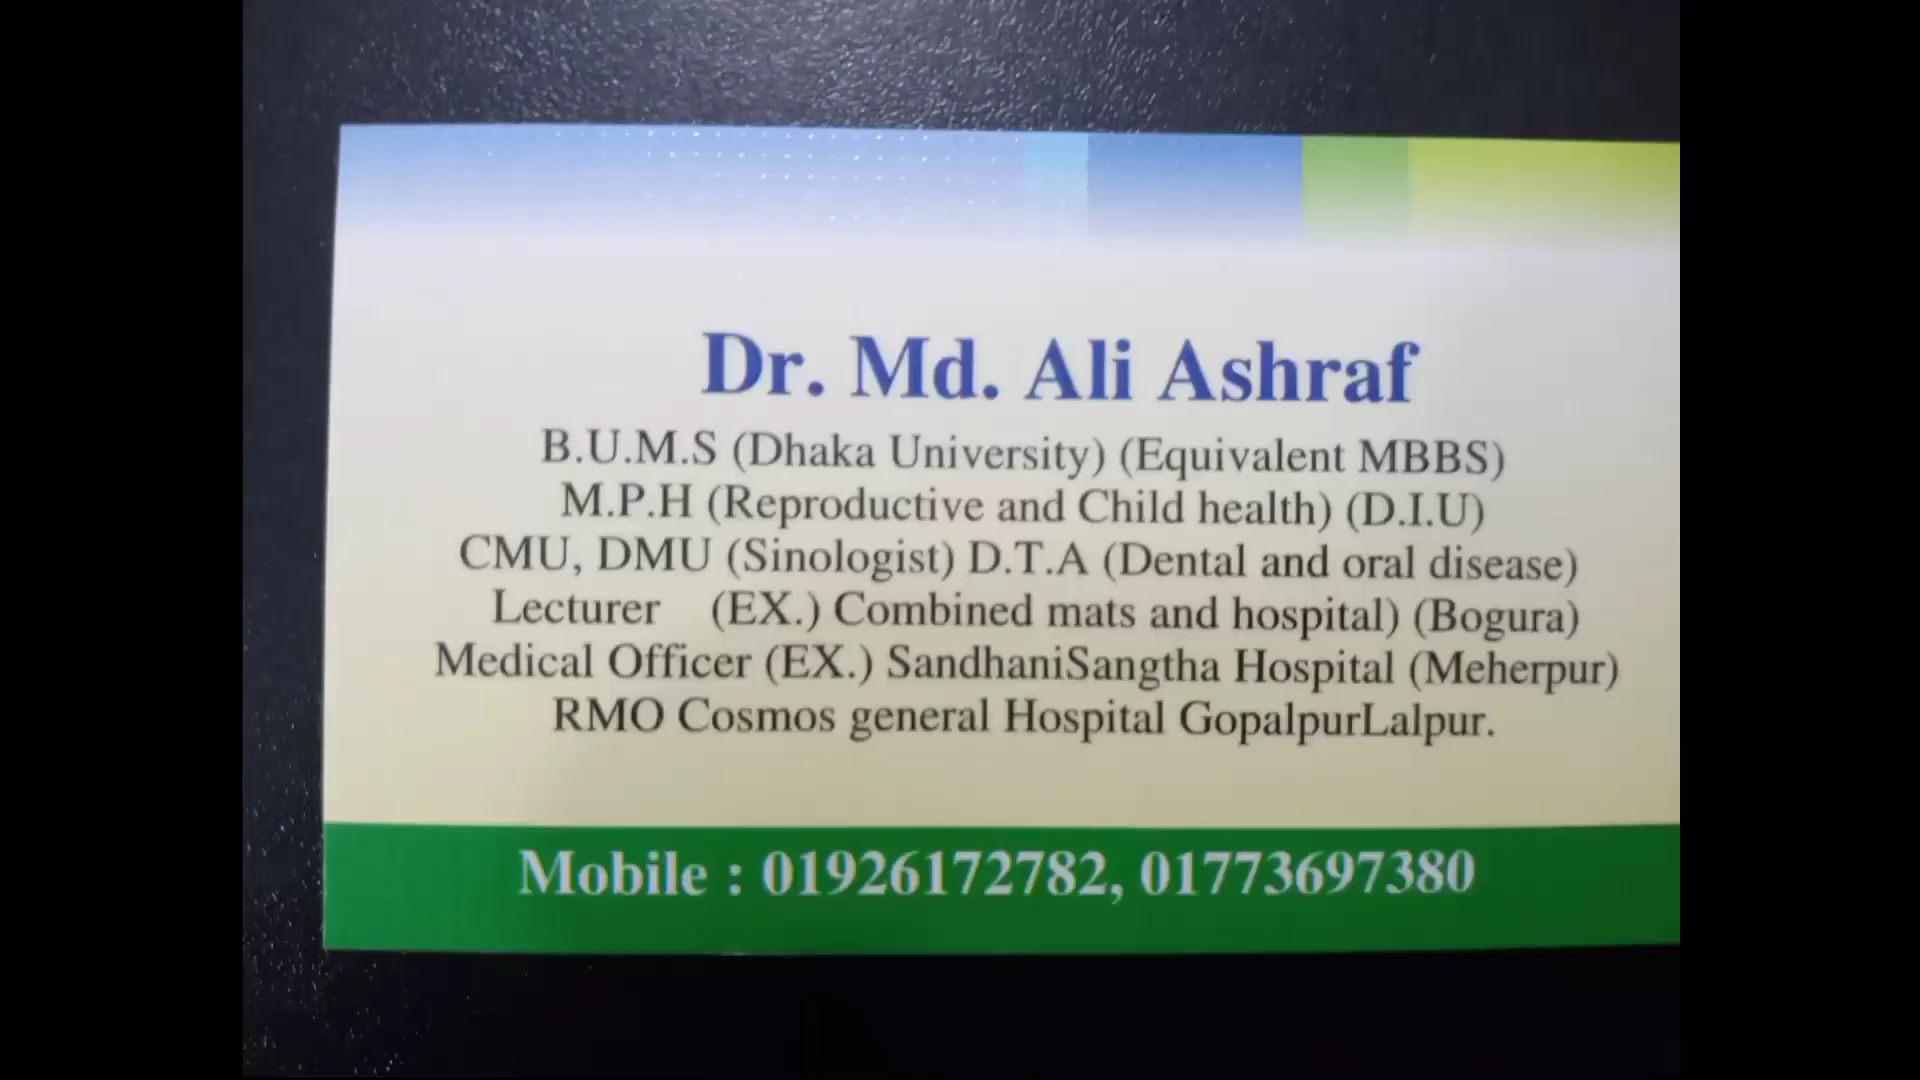 Dr. Md. Ali Ashraf
B.U.M.S (Dhaka University) (Equivalent MBBS)
M.P.H (Reproductive and Child health) (D.I.U)
CMU, DMU (Sinologist) D.T.A (Dental and oral disease)
Lecturer (EX.) Combined mats and hospital) (Bogura)
Medical Officer (EX.) SandhaniSangtha Hospital (Meherpur)
RMO Cosmos general Hospital GopalpurLalpur.
Mobile : 01926172782, 01773697380